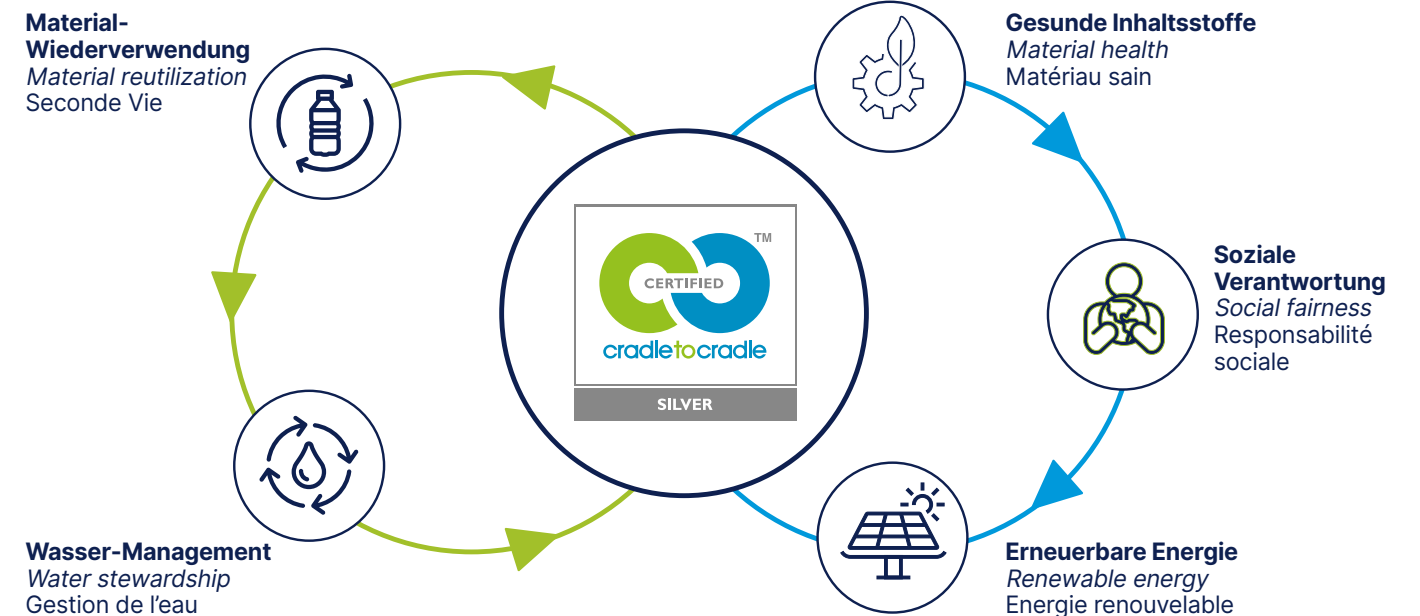 Material-
Wiederverwendung
Material reutilization
Seconde Vie
Gesunde Inhaltsstoffe
Material health
Matériau sain
Soziale
Verantwortung
Social fairness
Responsabilité
sociale
TM
CERTIFIED
cradletocradle
SILVER
Wasser-Management
Water stewardship
Gestion de l’eau
Erneuerbare Energie
Renewable energy
Energie renouvelable